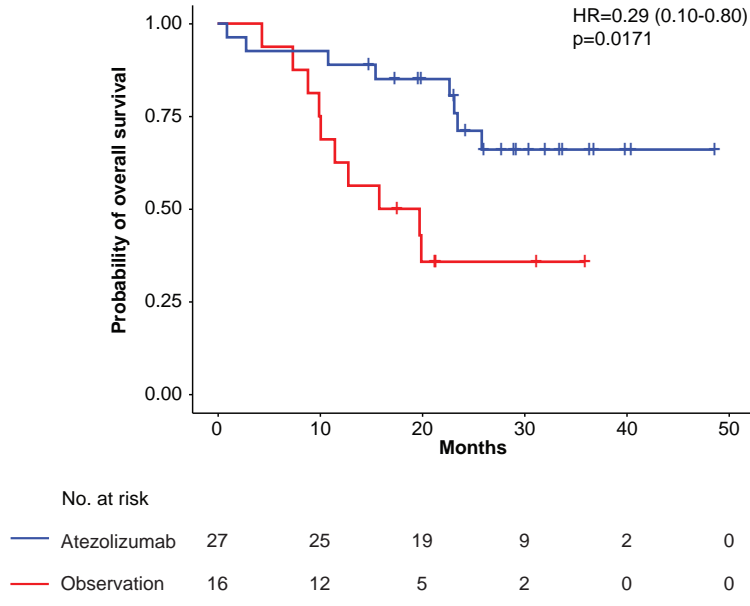 HR=0.29 (0.10-0.80)
p=0.0171
Probability of overall survival
1.00
0.75
0.50
0.25
0.00
0 10 20 30 40 50
Months
No. at risk
Atezolizumab 27 25 19 9 2 0
Observation 16 12 5 2 0 0